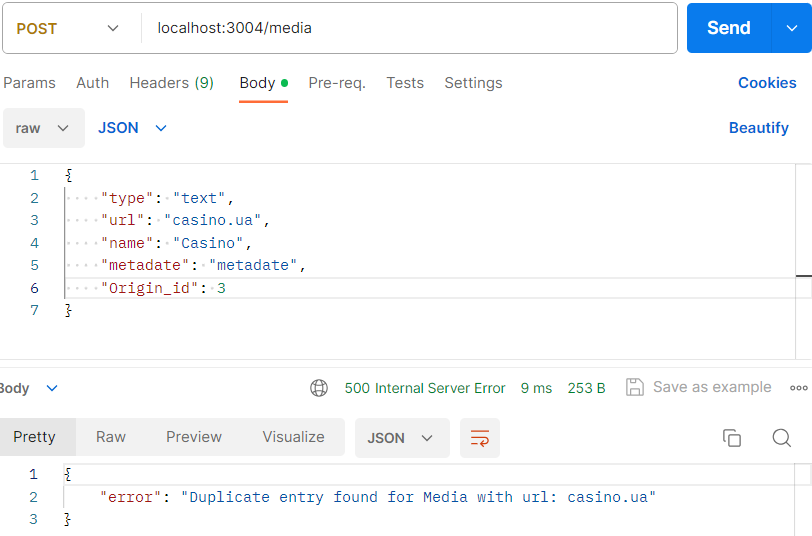 POST localhost:3004/media Send
Params Auth Headers (9) Body Pre-req. Tests Settings Cookies
raw JSON Beautify
1 {
2 "type": "text",
3 "url": "casino.ua",
4 "name": "Casino",
5 "metadate": "metadate",
6 "Origin_id": 3
7 }
Body 500 Internal Server Error 9 ms 253 B Save as example
Pretty Raw Preview Visualize JSON
1 {
2 "error": "Duplicate entry found for Media with url: casino.ua"
3 }